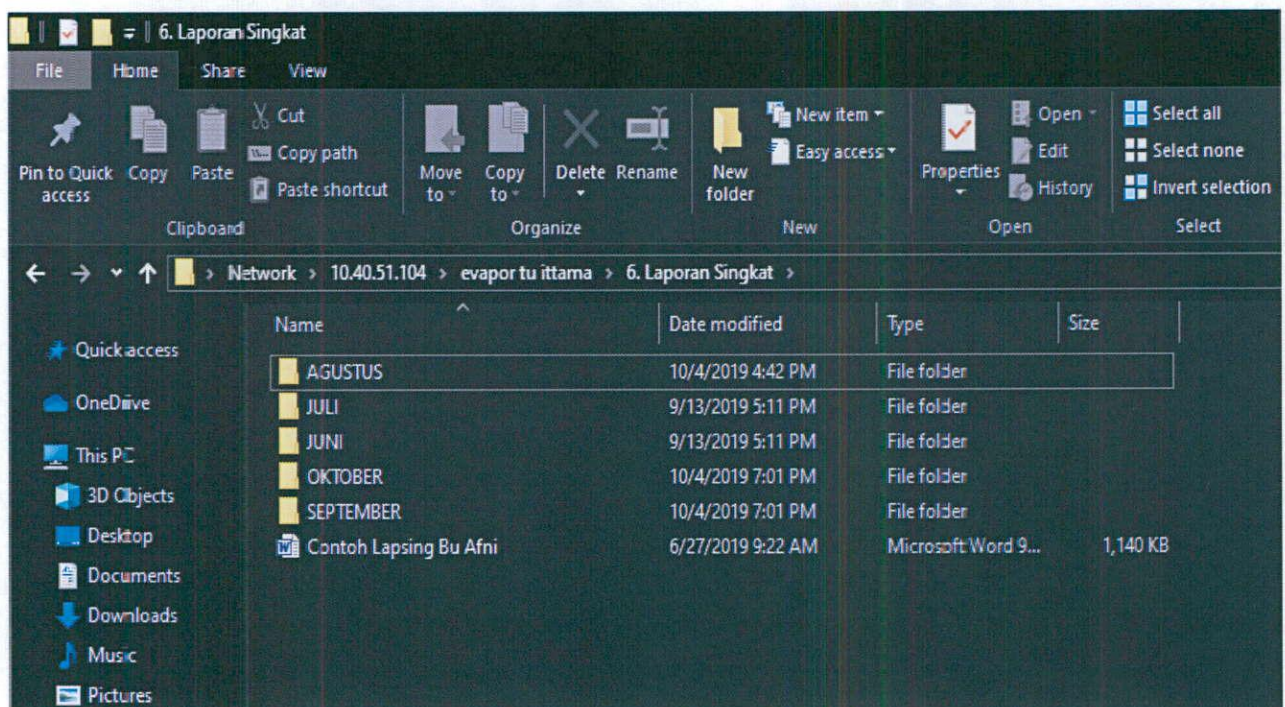 6. Laporan Singkat
File Home Share View
Pin to Quick access
Copy
Paste
Cut
Copy path
Paste shortcut
Clipboard
Move to
Copy to
Delete
Rename
Organize
New folder
New item
Easy access
New
Properties
Open
Edit
History
Open
Select all
Select none
Invert selection
Select
Network > 10.40.51.104 > evapor tu ittama > 6. Laporan Singkat >
Quick access
OneDrive
This PC
3D Objects
Desktop
Documents
Downloads
Music
Pictures
Name Date modified Type Size
AGUSTUS 10/4/2019 4:42 PM File folder
JULI 9/13/2019 5:11 PM File folder
JUNI 9/13/2019 5:11 PM File folder
OKTOBER 10/4/2019 7:01 PM File folder
SEPTEMBER 10/4/2019 7:01 PM File folder
Contoh Lapsing Bu Afni 6/27/2019 9:22 AM Microsoft Word 9... 1,140 KB